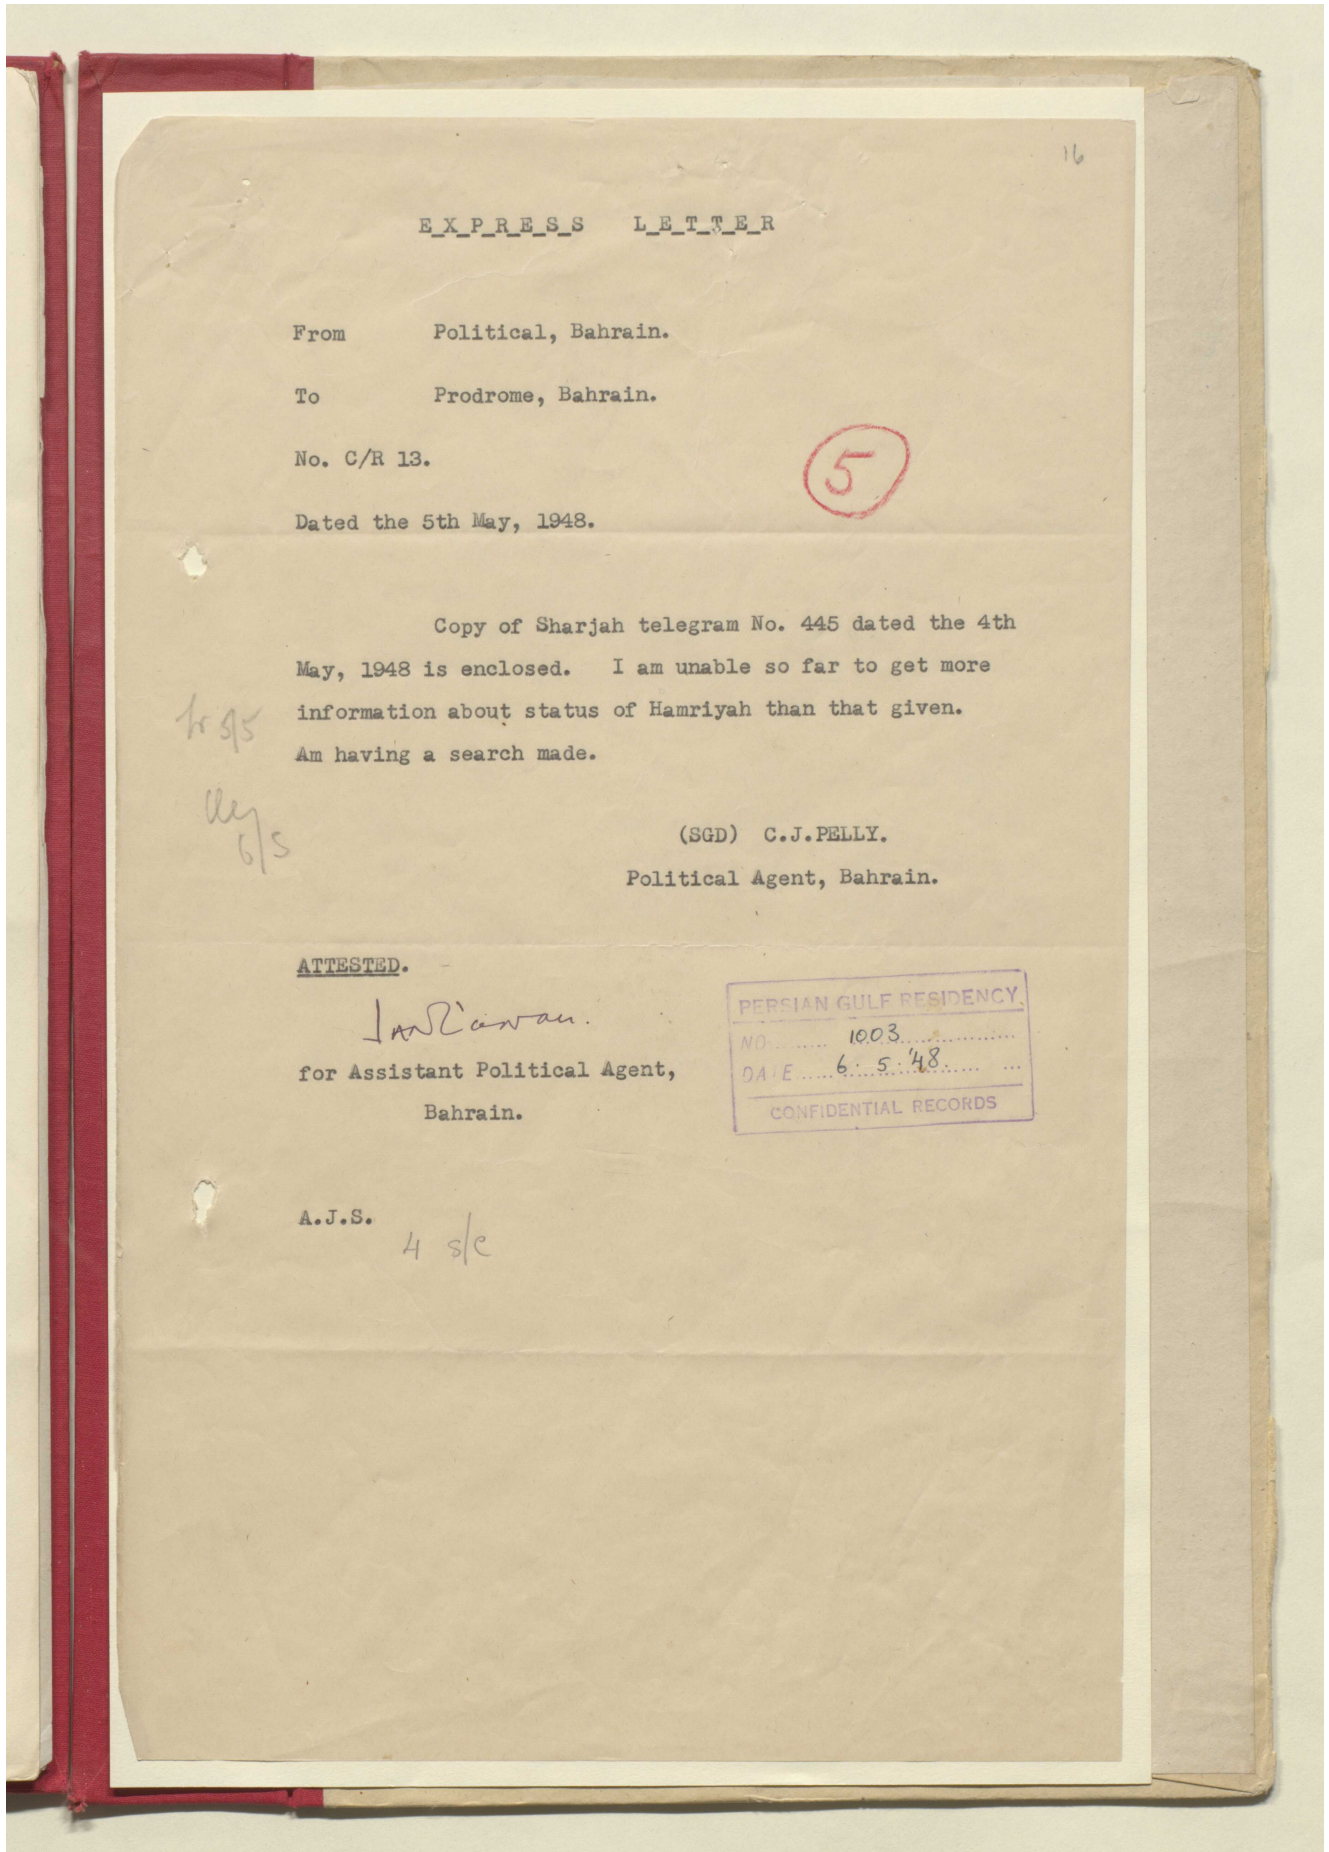 16
EXPRESS LETTER
From Political, Bahrain.
To Prodrome, Bahrain.
No. C/R 13.
5
Dated the 5th May, 1948.
Copy of Sharjah telegram No. 445 dated the 4th
May, 1948 is enclosed. I am unable so far to get more
information about status of Hamriyah than that given.
5/5
Am having a search made.
6/5
(SGD) C.J.PELLY.
Political Agent, Bahrain.
ATTESTED.
for Assistant Political Agent,
Bahrain.
PERSIAN GULF RESIDENCY.
NO. 1003
DATE 6.5.'48.
CONFIDENTIAL RECORDS
A.J.S.
4 s/c